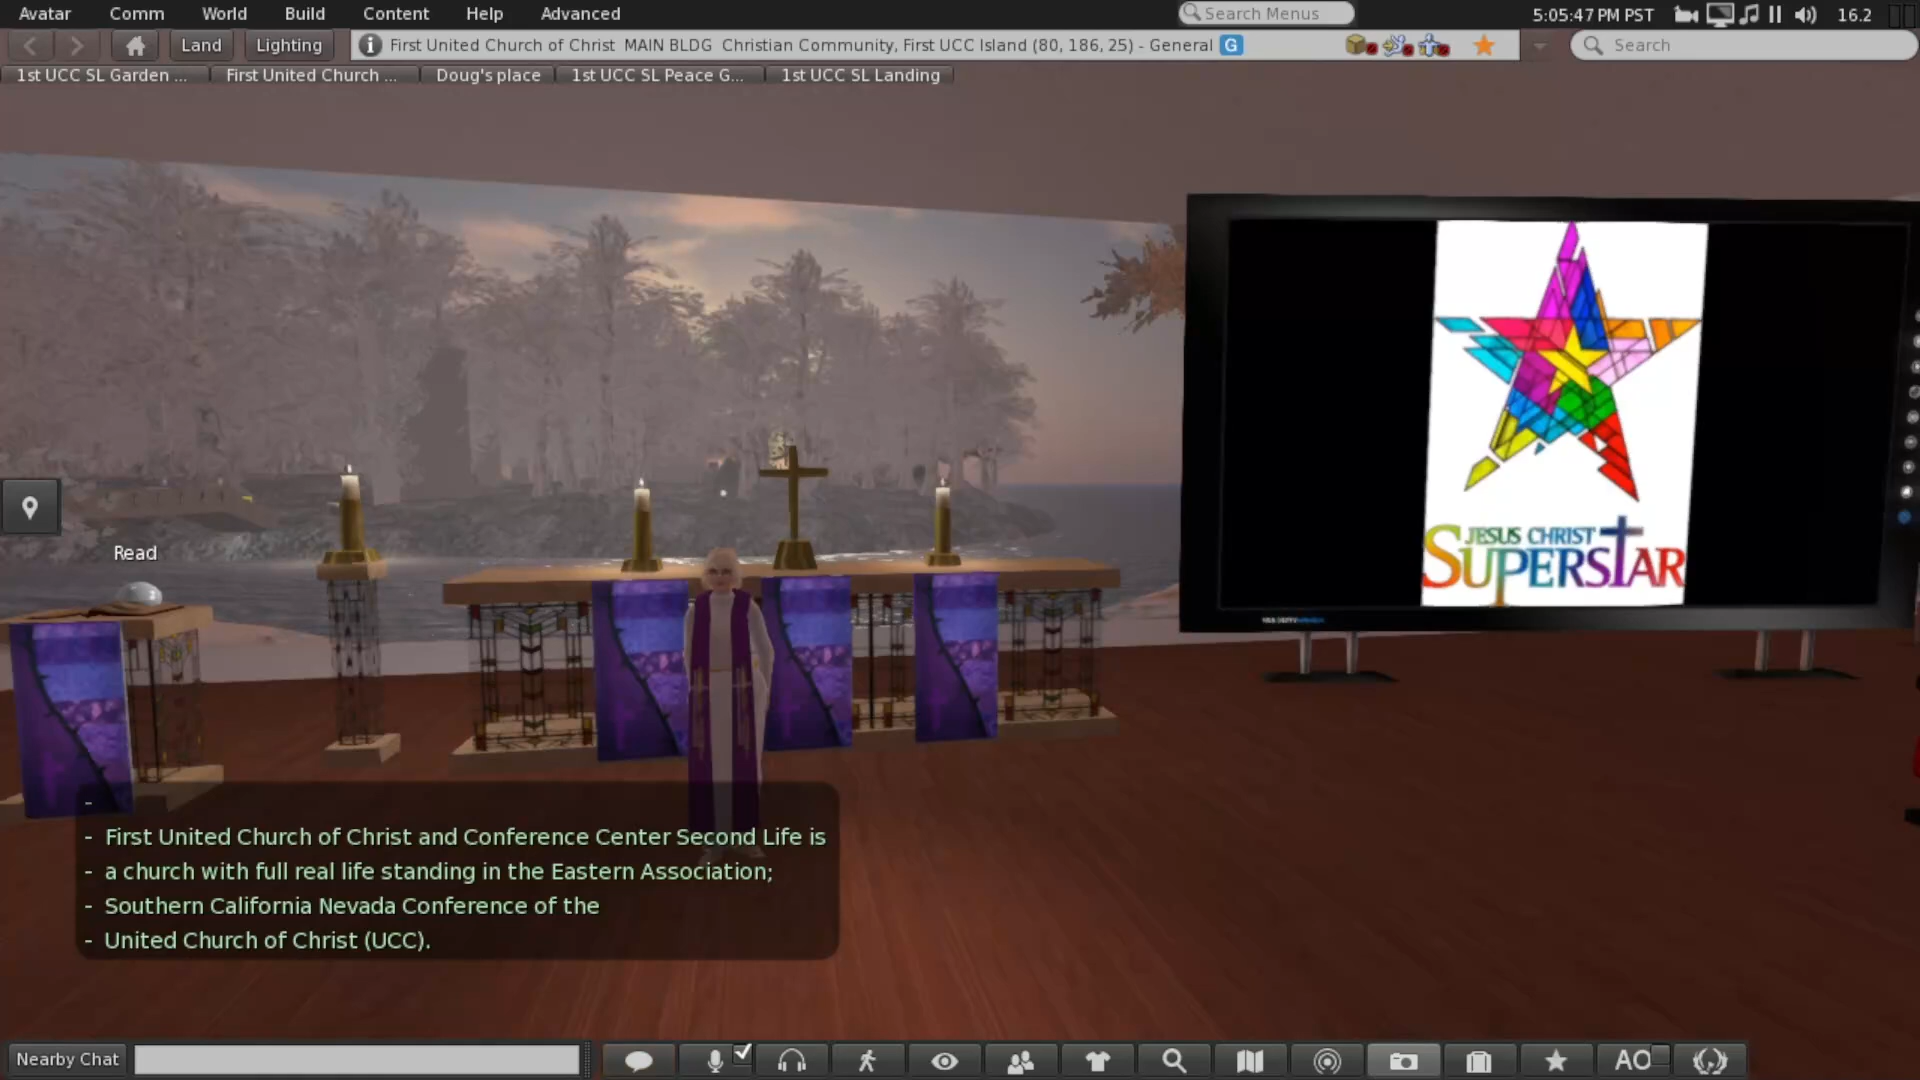 Avatar Comm World Build Content Help Advanced Search Menus 5:05:47 PM PST 16.2
Land Lighting First United Church of Christ MAIN BLDG Christian Community, First UCC Island (80, 186, 25) - General G Search
1st UCC SL Garden ... First United Church ... Doug's place 1st UCC SL Peace G... 1st UCC SL Landing
JESUS CHRIST
SUPERSTAR
Read
-
- First United Church of Christ and Conference Center Second Life is
- a church with full real life standing in the Eastern Association;
- Southern California Nevada Conference of the
- United Church of Christ (UCC).
Nearby Chat AO